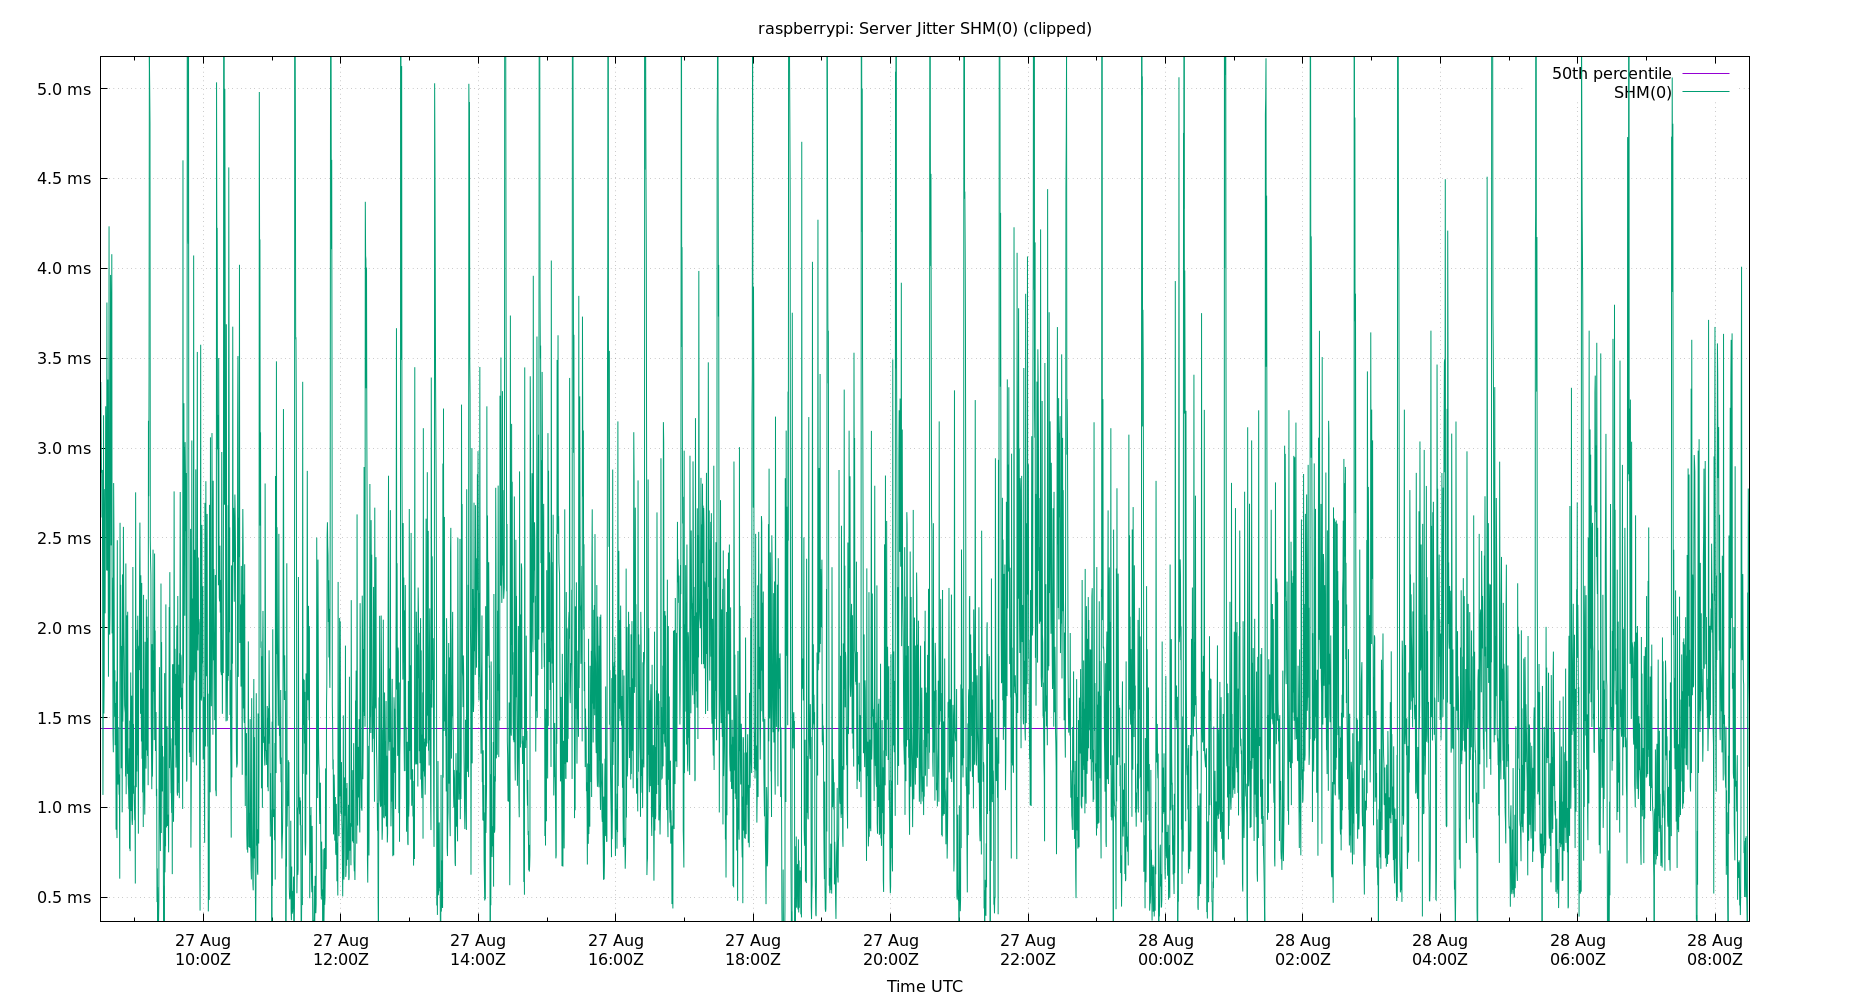 raspberrypi: Server Jitter SHM(0) (clipped)
50th percentile
SHM(0)
5.0 ms
4.5 ms
4.0 ms
3.5 ms
3.0 ms
2.5 ms
2.0 ms
1.5 ms
1.0 ms
0.5 ms
27 Aug 27 Aug 27 Aug 27 Aug 27 Aug 27 Aug 27 Aug 28 Aug 28 Aug 28 Aug 28 Aug 28 Aug
10:00Z 12:00Z 14:00Z 16:00Z 18:00Z 20:00Z 22:00Z 00:00Z 02:00Z 04:00Z 06:00Z 08:00Z
Time UTC